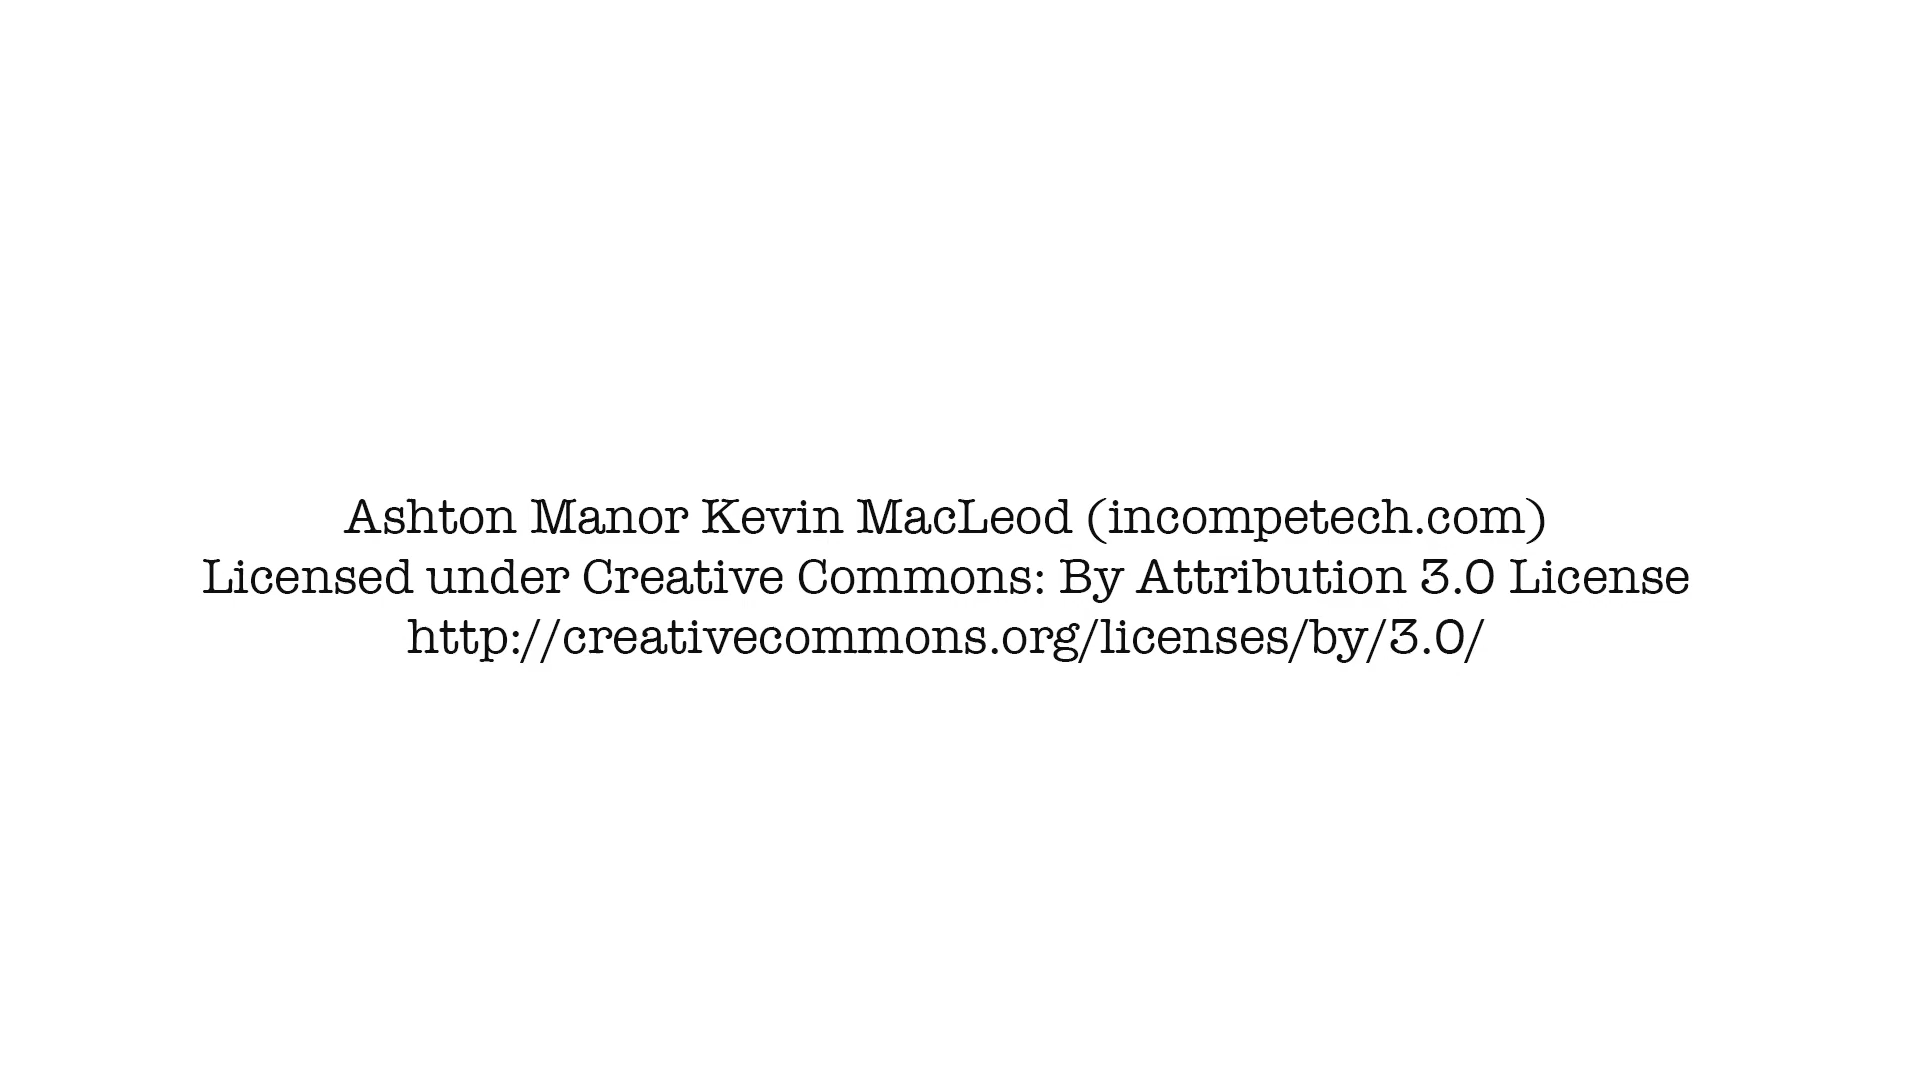 Ashton Manor Kevin MacLeod (incompetech.com)
Licensed under Creative Commons: By Attribution 3.0 License
http://creativecommons.org/licenses/by/3.0/